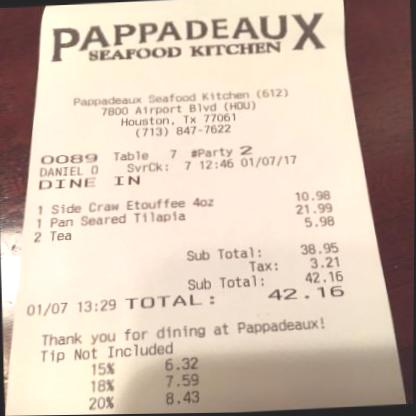 PAPPADEAUX
SEAFOOD KITCHEN
Pappadeaux Seafood Kitchen (612)
7800 Airport Blvd (HOU)
Houston, Tx 77061
(713) 847-7622
0089 Table 7 #Party 2
DANIEL O SvrCk: 7 12:46 01/07/17
DINE IN
1 Side Craw Etouffee 4oz 10.98
1 Pan Seared Tilapia 21.99
2 Tea 5.98
Sub Total: 38.95
Tax: 3.21
Sub Total: 42.16
01/07 13:29 TOTAL: 42.16
Thank you for dining at Pappadeaux!
Tip Not Included
15% 6.32
18% 7.59
20% 8.43